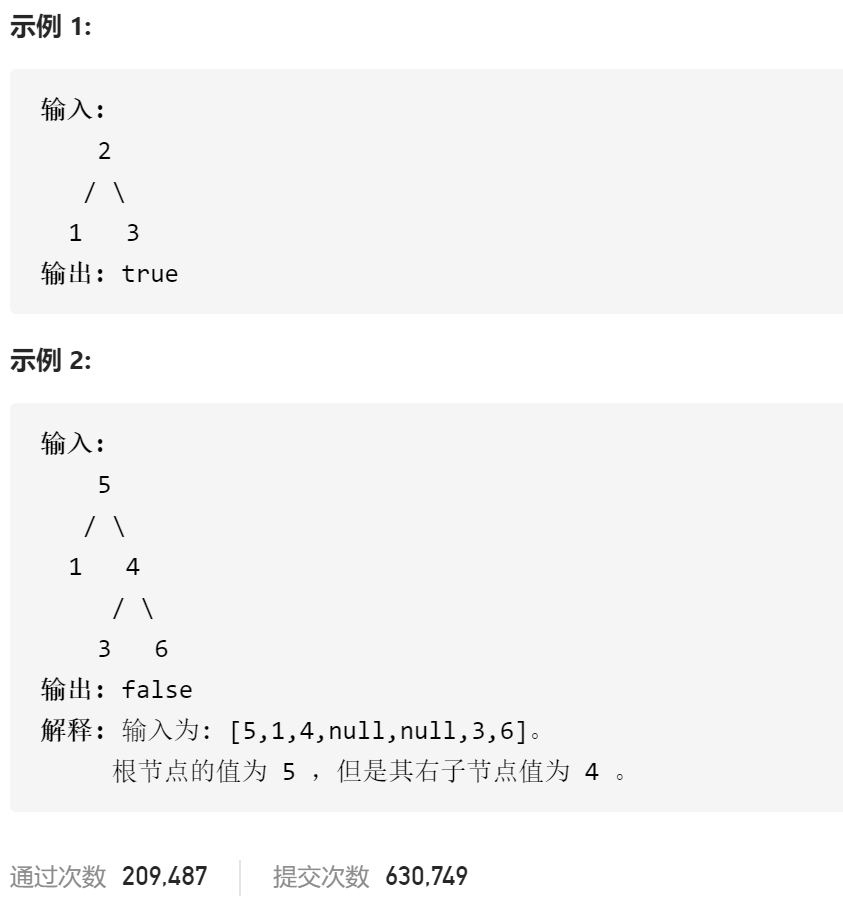 示例 1:
输入:
    2
   / \
  1   3
输出: true
示例 2:
输入:
    5
   / \
  1   4
     / \
    3   6
输出: false
解释: 输入为: [5,1,4,null,null,3,6]。
     根节点的值为 5 ，但是其右子节点值为 4 。
通过次数 209,487 提交次数 630,749